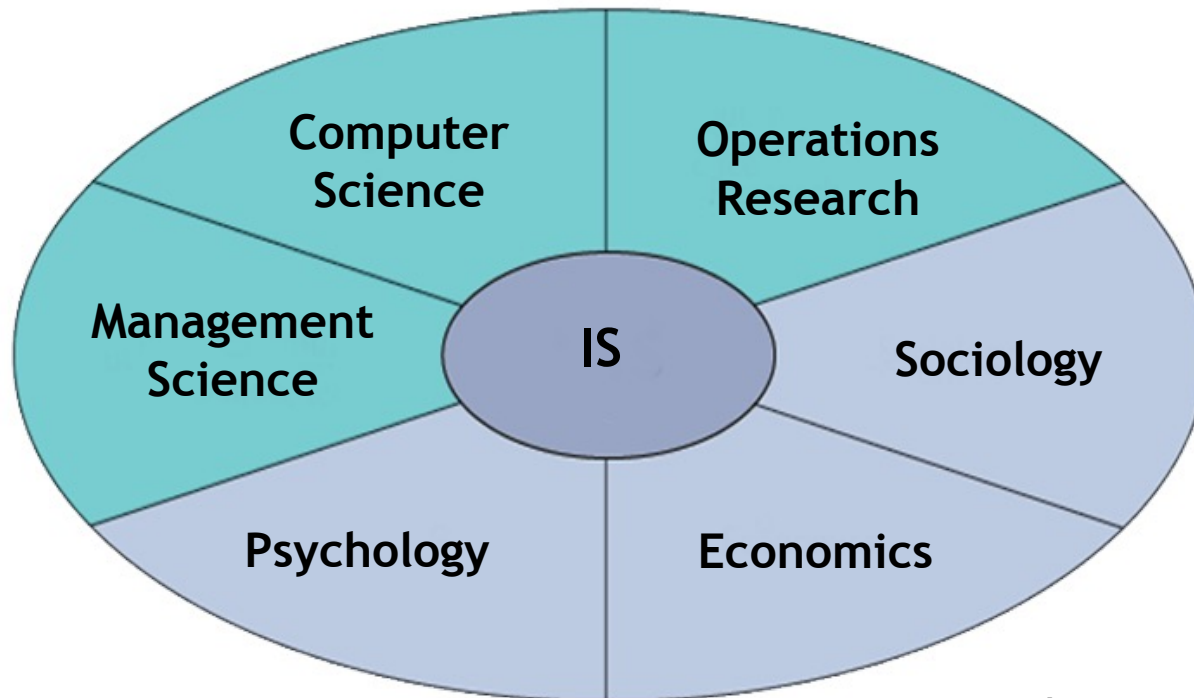 Computer
Science
Operations
Research
Management
Science
IS
Sociology
Psychology
Economics